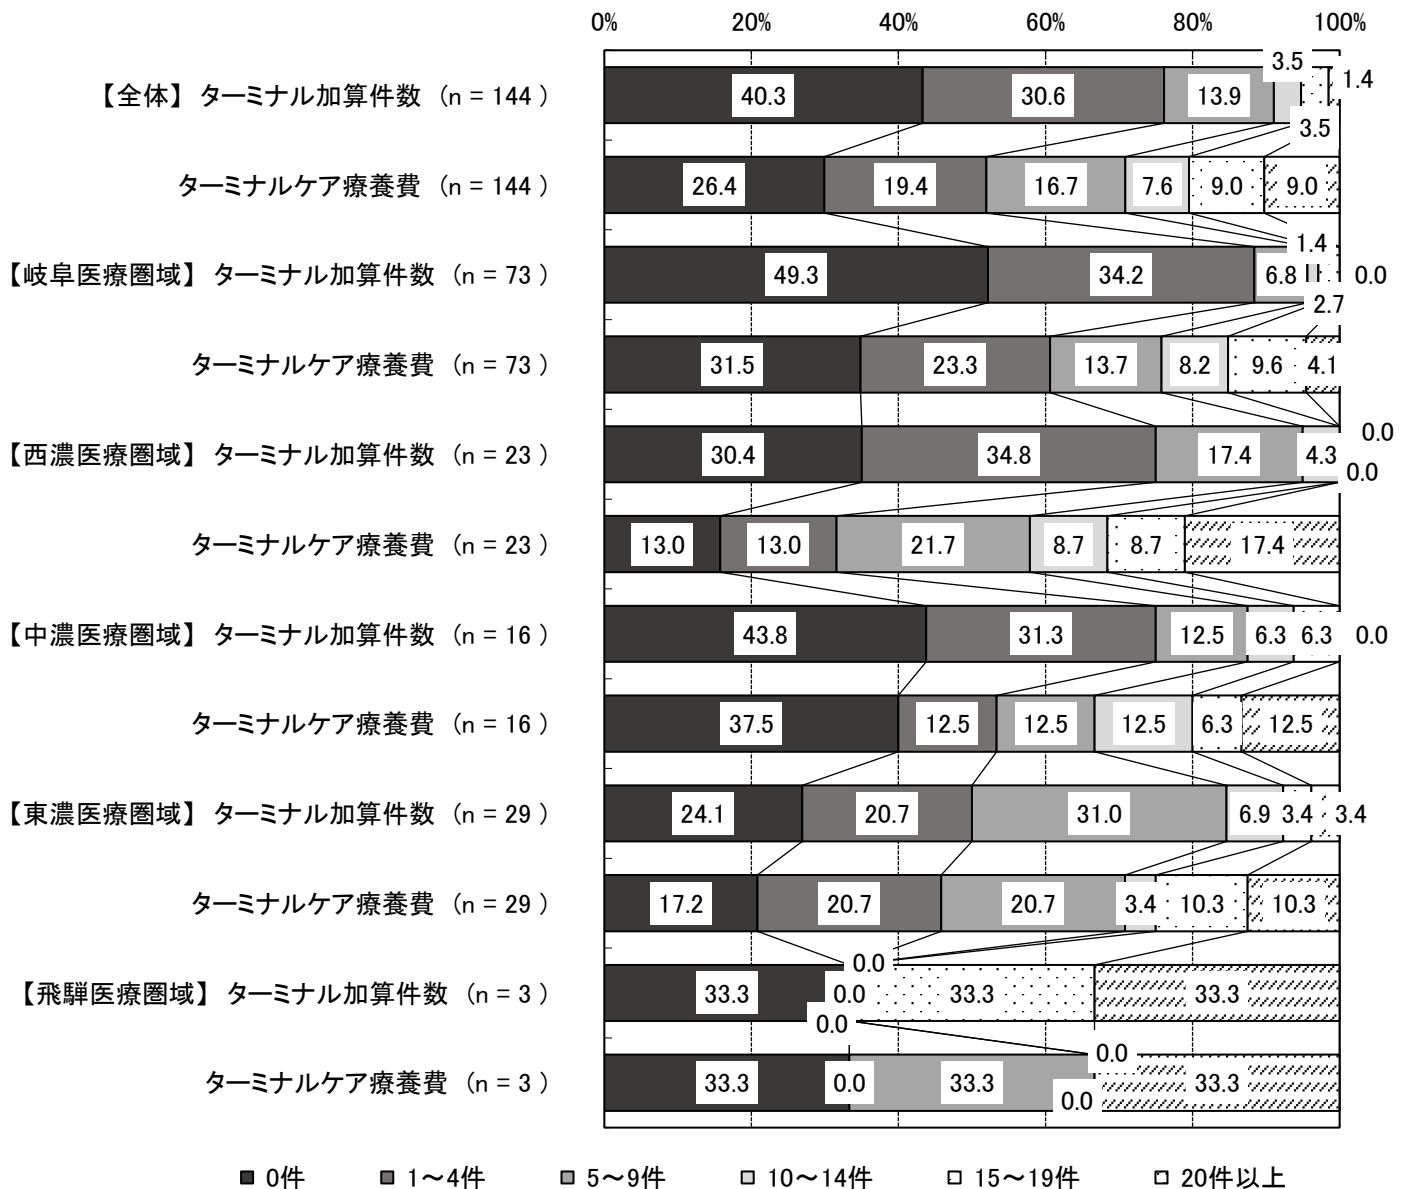 0% 20% 40% 60% 80% 100%
3.5
【全体】 ターミナル加算件数 (n = 144 ) 40.3 30.6 13.9 1.4
3.5
ターミナルケア療養費 (n = 144 ) 26.4 19.4 16.7 7.6 9.0 9.0
1.4
【岐阜医療圏域】 ターミナル加算件数 (n = 73 ) 49.3 34.2 6.8 0.0
2.7
ターミナルケア療養費 (n = 73 ) 31.5 23.3 13.7 8.2 9.6 4.1
0.0
【西濃医療圏域】 ターミナル加算件数 (n = 23 ) 30.4 34.8 17.4 4.3
0.0
ターミナルケア療養費 (n = 23 ) 13.0 13.0 21.7 8.7 8.7 17.4
【中濃医療圏域】 ターミナル加算件数 (n = 16 ) 43.8 31.3 12.5 6.3 6.3 0.0
ターミナルケア療養費 (n = 16 ) 37.5 12.5 12.5 12.5 6.3 12.5
【東濃医療圏域】 ターミナル加算件数 (n = 29 ) 24.1 20.7 31.0 6.9 3.4 3.4
ターミナルケア療養費 (n = 29 ) 17.2 20.7 20.7 3.4 10.3 10.3
0.0
【飛騨医療圏域】 ターミナル加算件数 (n = 3 ) 33.3 0.0 33.3 33.3
0.0
0.0
ターミナルケア療養費 (n = 3 ) 33.3 0.0 33.3 33.3
0.0
0件 1～4件 5～9件 10～14件 15～19件 20件以上